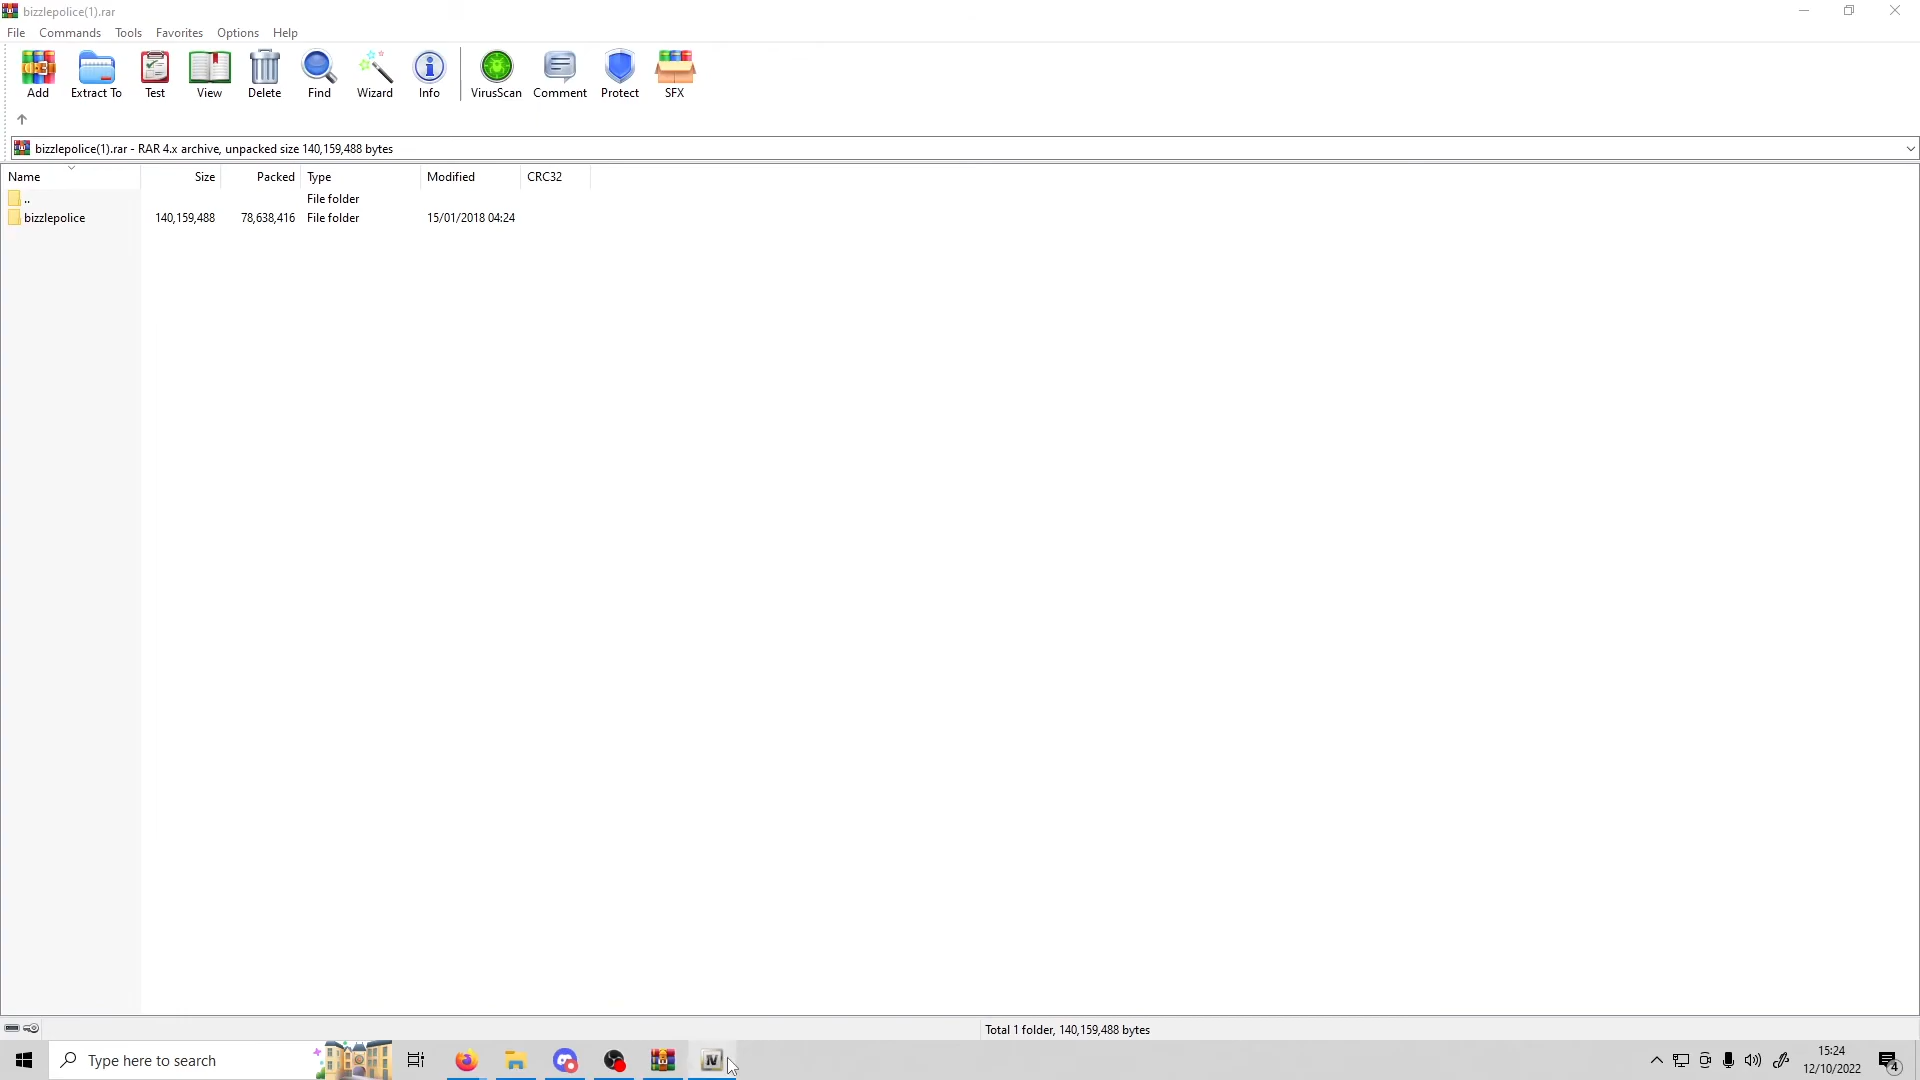 bizzlepolice(1).rar
File Commands Tools Favorites Options Help
Add Extract To Test View Delete Find Wizard Info VirusScan Comment Protect SFX
bizzlepolice(1).rar - RAR 4.x archive, unpacked size 140,159,488 bytes
Name Size Packed Type Modified CRC32
.. File folder
bizzlepolice 140,159,488 78,638,416 File folder 15/01/2018 04:24
Total 1 folder, 140,159,488 bytes
Type here to search
15:24
12/10/2022
4